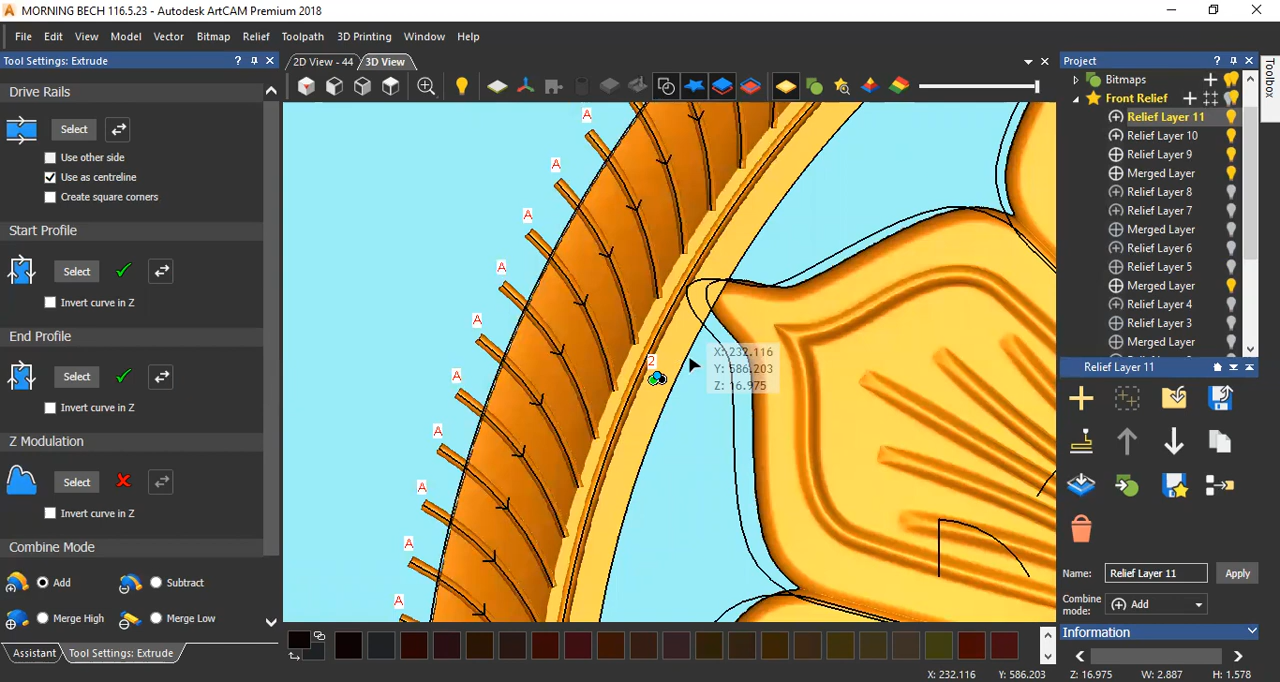 MORNING BECH 116.5.23 - Autodesk ArtCAM Premium 2018
File Edit View Model Vector Bitmap Relief Toolpath 3D Printing Window Help
Tool Settings: Extrude
Drive Rails
Select
Use other side
Use as centreline
Create square corners
Start Profile
Select
Invert curve in Z
End Profile
Select
Invert curve in Z
Z Modulation
Select
Invert curve in Z
Combine Mode
Add Subtract
Merge High Merge Low
Assistant Tool Settings: Extrude
2D View - 44 3D View
A
A
A
A
A
A
A
A
A
A
A
2
X: 232.116
Y: 586.203
Z: 16.975
Project
Toolbox
Bitmaps
Front Relief
Relief Layer 11
Relief Layer 10
Relief Layer 9
Merged Layer
Relief Layer 8
Relief Layer 7
Merged Layer
Relief Layer 6
Relief Layer 5
Merged Layer
Relief Layer 4
Relief Layer 3
Merged Layer
Relief Layer 11
Name: Relief Layer 11 Apply
Combine mode: Add
Information
X: 232.116 Y: 586.203 Z: 16.975 W: 2.887 H: 1.578